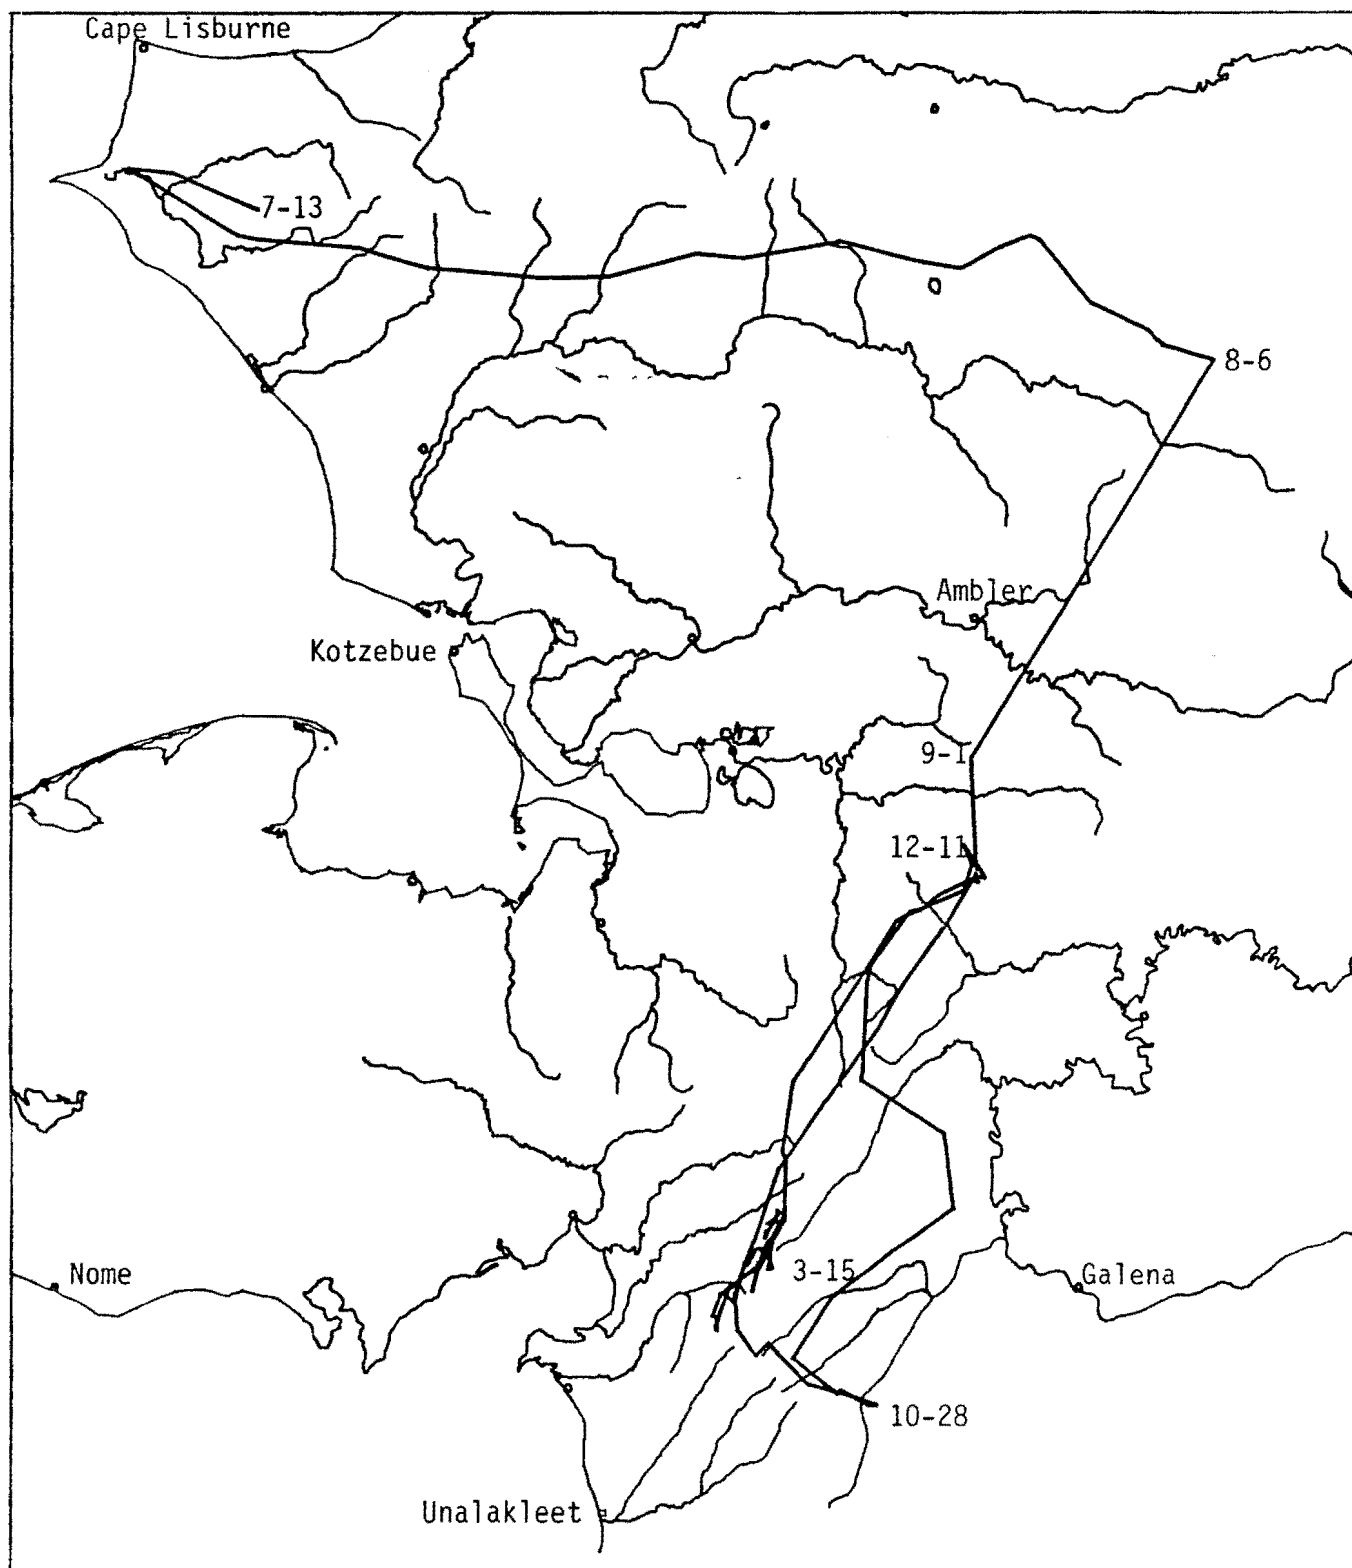 Cape Lisburne
7-13
8-6
Ambler
Kotzebue
9-1
12-11
Nome
3-15
Galena
10-28
Unalakleet